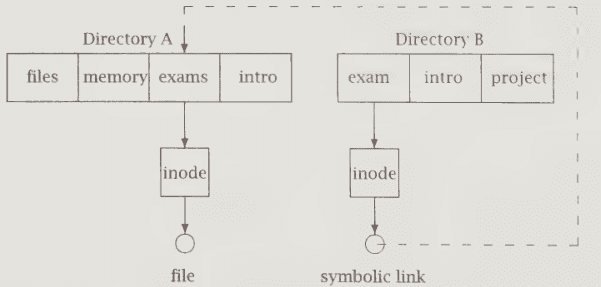 Directory A
Directory B
files memory exams intro
exam intro project
inode
inode
file
symbolic link